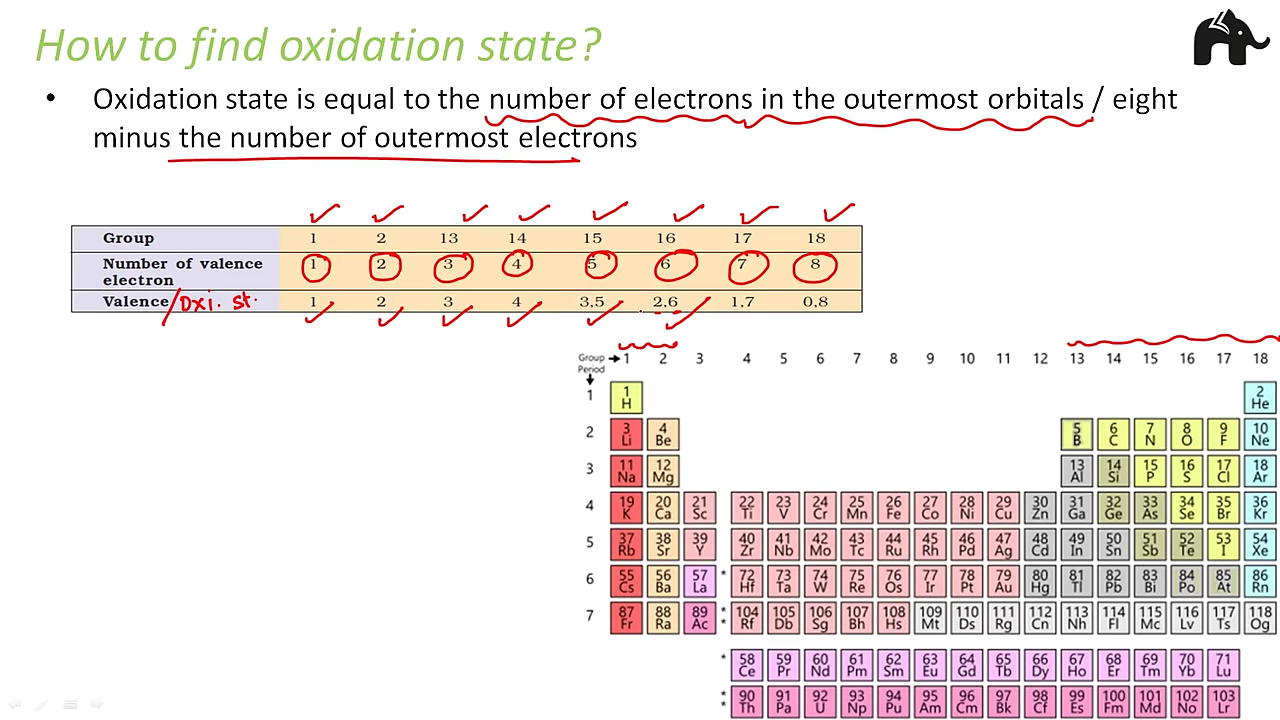 How to find oxidation state?
• Oxidation state is equal to the number of electrons in the outermost orbitals / eight
minus the number of outermost electrons
Group 1 2 13 14 15 16 17 18
Number of valence electron 1 2 3 4 5 6 7 8
Valence /Oxi. st. 1 2 3 4 3,5 2,6 1,7 0,8
Group → 1 2 3 4 5 6 7 8 9 10 11 12 13 14 15 16 17 18
Period
1 1 H 2 He
2 3 Li 4 Be 5 B 6 C 7 N 8 O 9 F 10 Ne
3 11 Na 12 Mg 13 Al 14 Si 15 P 16 S 17 Cl 18 Ar
4 19 K 20 Ca 21 Sc 22 Ti 23 V 24 Cr 25 Mn 26 Fe 27 Co 28 Ni 29 Cu 30 Zn 31 Ga 32 Ge 33 As 34 Se 35 Br 36 Kr
5 37 Rb 38 Sr 39 Y 40 Zr 41 Nb 42 Mo 43 Tc 44 Ru 45 Rh 46 Pd 47 Ag 48 Cd 49 In 50 Sn 51 Sb 52 Te 53 I 54 Xe
6 55 Cs 56 Ba 57 La * 72 Hf 73 Ta 74 W 75 Re 76 Os 77 Ir 78 Pt 79 Au 80 Hg 81 Tl 82 Pb 83 Bi 84 Po 85 At 86 Rn
7 87 Fr 88 Ra 89 Ac ** 104 Rf 105 Db 106 Sg 107 Bh 108 Hs 109 Mt 110 Ds 111 Rg 112 Cn 113 Nh 114 Fl 115 Mc 116 Lv 117 Ts 118 Og
* 58 Ce 59 Pr 60 Nd 61 Pm 62 Sm 63 Eu 64 Gd 65 Tb 66 Dy 67 Ho 68 Er 69 Tm 70 Yb 71 Lu
** 90 Th 91 Pa 92 U 93 Np 94 Pu 95 Am 96 Cm 97 Bk 98 Cf 99 Es 100 Fm 101 Md 102 No 103 Lr